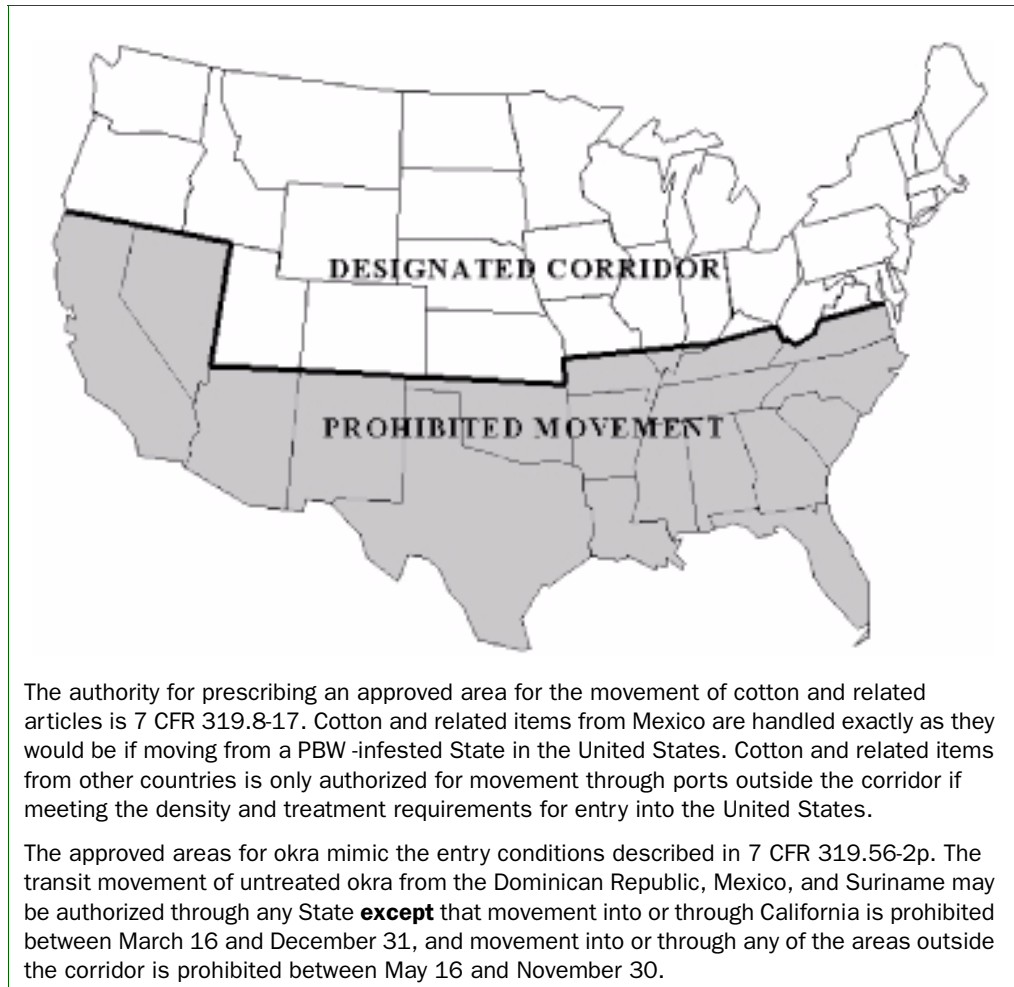 DESIGNATED CORRIDOR
PROHIBITED MOVEMENT
The authority for prescribing an approved area for the movement of cotton and related
articles is 7 CFR 319.8-17. Cotton and related items from Mexico are handled exactly as they
would be if moving from a PBW -infested State in the United States. Cotton and related items
from other countries is only authorized for movement through ports outside the corridor if
meeting the density and treatment requirements for entry into the United States.
The approved areas for okra mimic the entry conditions described in 7 CFR 319.56-2p. The
transit movement of untreated okra from the Dominican Republic, Mexico, and Suriname may
be authorized through any State except that movement into or through California is prohibited
between March 16 and December 31, and movement into or through any of the areas outside
the corridor is prohibited between May 16 and November 30.